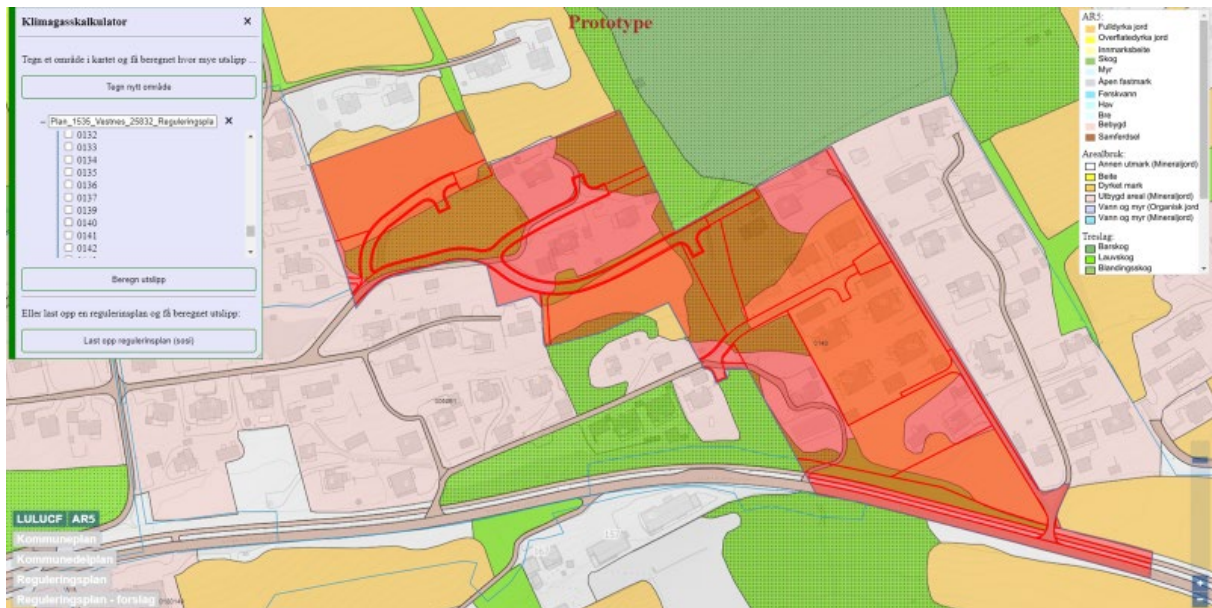 Klimagasskalkulator ×
Tegn et område i kartet og få beregnet hvor mye utslipp ...
Tegn nytt område
Plan_1535_Vestnes_25832_Reguleringspla ×
0132
0133
0134
0135
0136
0137
0139
0140
0141
0142
Beregn utslipp
Eller last opp en regulerinsplan og få beregnet utslipp:
Last opp regulerinsplan (sosi)
Prototype
AR5:
Fulldyrka jord
Overflatedyrka jord
Innmarksbeite
Skog
Myr
Åpen fastmark
Ferskvann
Hav
Bre
Bebygd
Samferdsel
Arealbruk:
Annen utmark (Mineraljord)
Beite
Dyrket mark
Utbygd areal (Mineraljord)
Vann og myr (Organisk jord
Vann og myr (Mineraljord)
Treslag:
Barskog
Lauvskog
Blandingsskog
LULUCF AR5
Kommuneplan
Kommunedelplan
Reguleringsplan
Reguleringsplan - forslag